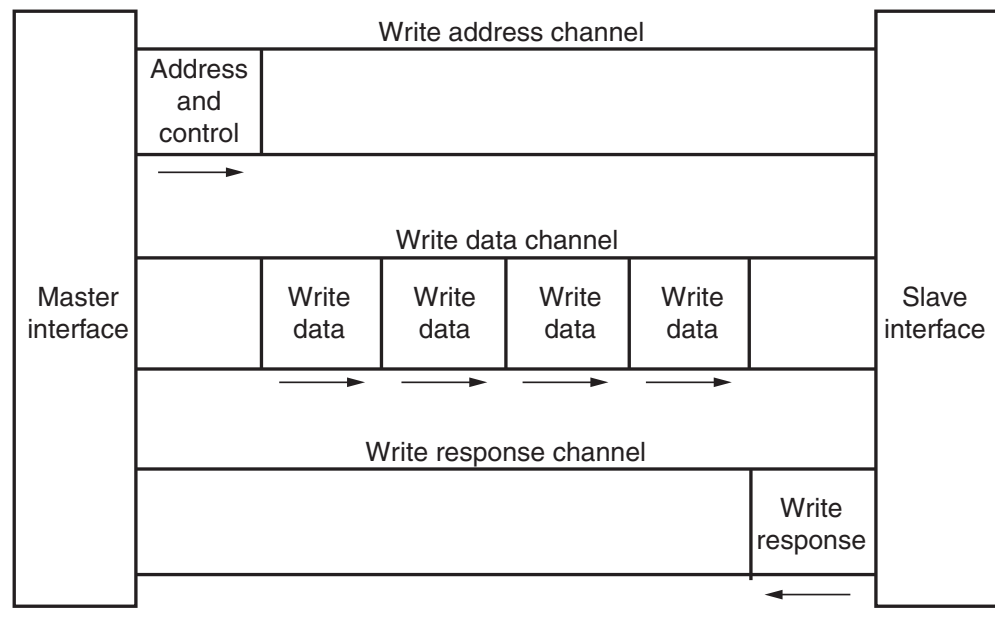 Write address channel
Address
and
control
Write data channel
Master
interface
Write
data
Write
data
Write
data
Write
data
Slave
interface
Write response channel
Write
response